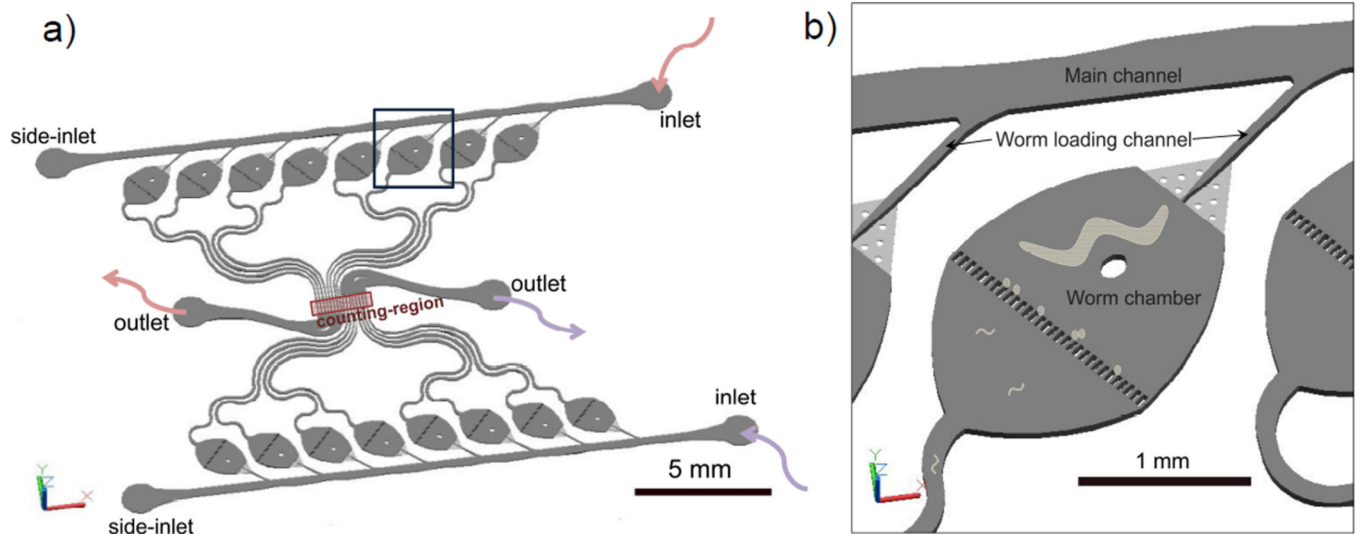 a)
side-inlet
inlet
outlet
counting-region
outlet
inlet
5 mm
side-inlet
Y
Z
X
b)
Main channel
Worm loading channel
Worm chamber
1 mm
Y
Z
X